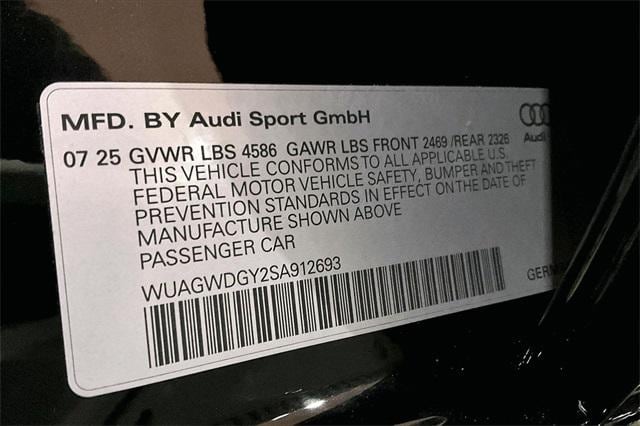 MFD. BY Audi Sport GmbH
07 25 GVWR LBS 4586 GAWR LBS FRONT 2469 /REAR 2326
THIS VEHICLE CONFORMS TO ALL APPLICABLE U.S.
FEDERAL MOTOR VEHICLE SAFETY, BUMPER AND THEFT
PREVENTION STANDARDS IN EFFECT ON THE DATE OF
MANUFACTURE SHOWN ABOVE
PASSENGER CAR
WUAGWDGY2SA912693
Audi